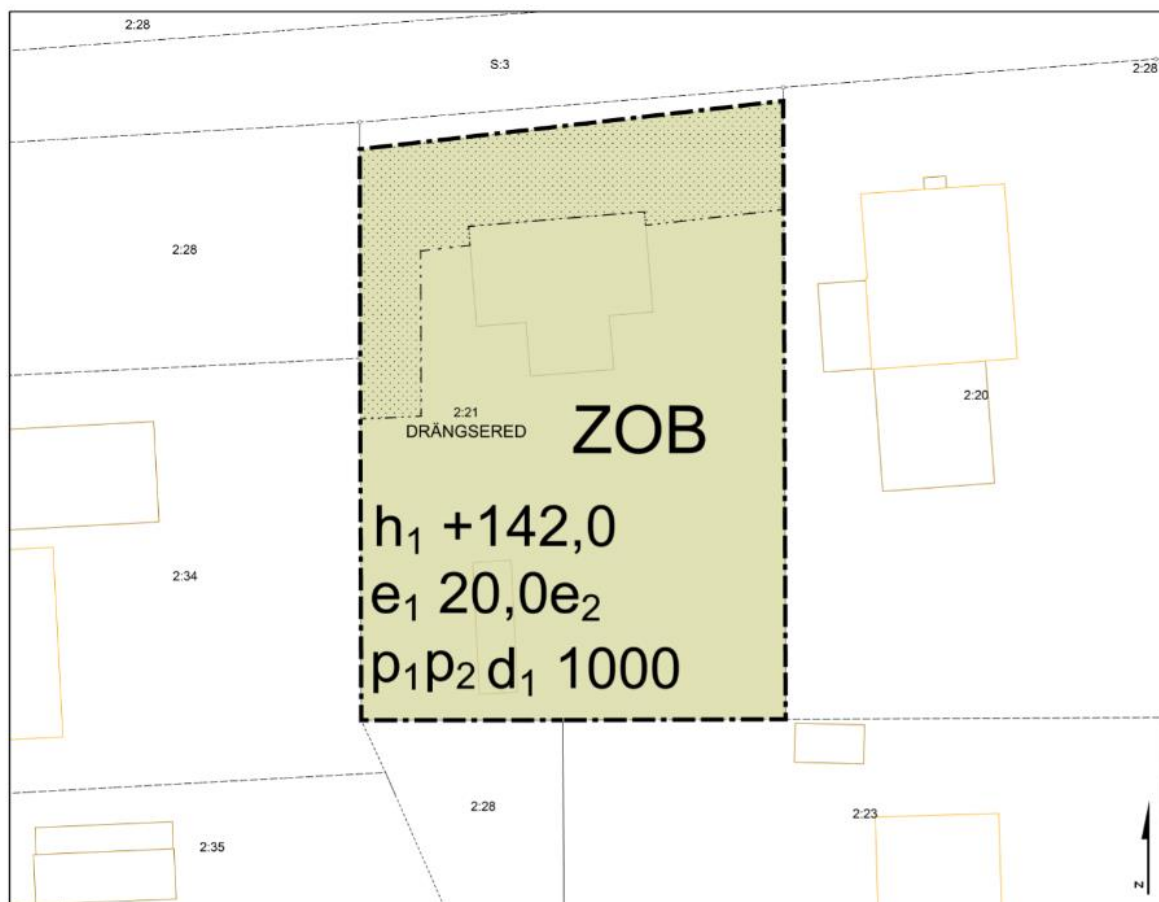 2:28
S:3
2:28
2:28
2:20
2:21
DRÄNGSERED
ZOB
h₁ +142,0
e₁ 20,0e₂
p₁p₂ d₁ 1000
2:34
2:28
2:23
2:35
N